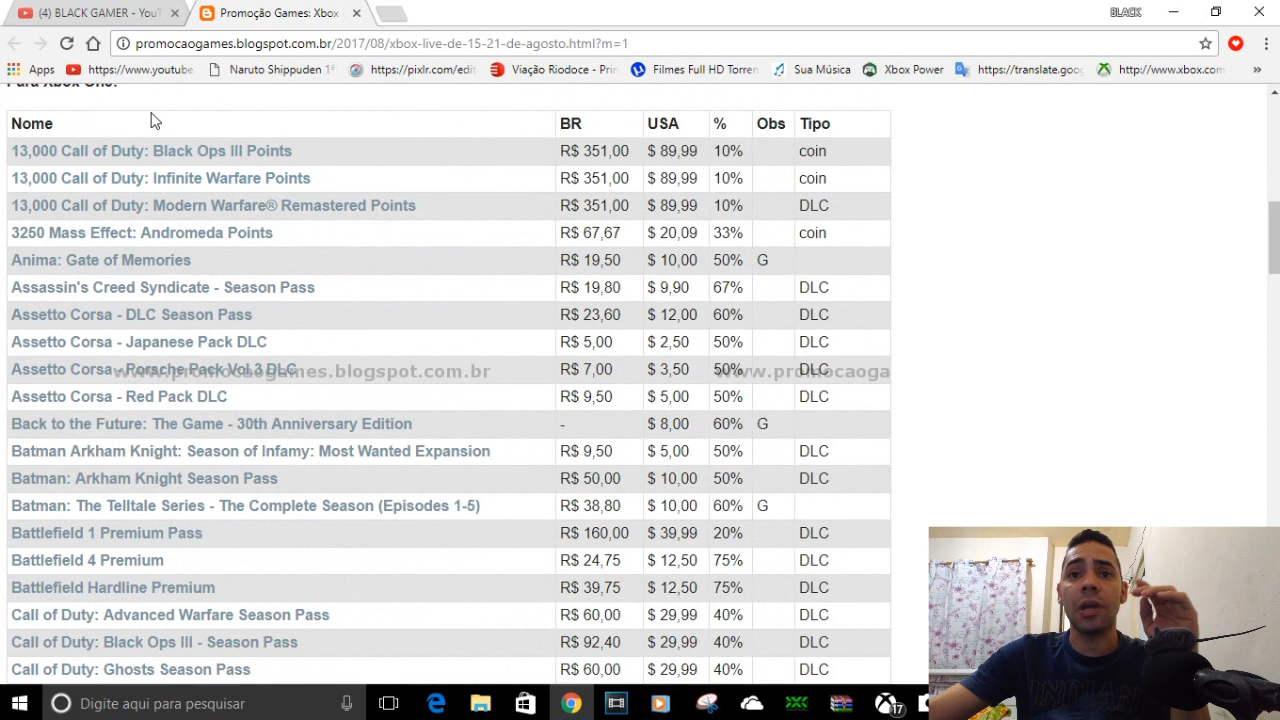 (4) BLACK GAMER - YouT
Promoção Games: Xbox
BLACK
promocaogames.blogspot.com.br/2017/08/xbox-live-de-15-21-de-agosto.html?m=1
Apps https://www.youtube Naruto Shippuden 1ª https://pixlr.com/edit Viação Riodoce - Prin Filmes Full HD Torren Sua Música Xbox Power https://translate.goog http://www.xbox.com »
Para Xbox One:
Nome BR USA % Obs Tipo
13,000 Call of Duty: Black Ops III Points R$ 351,00 $ 89,99 10% coin
13,000 Call of Duty: Infinite Warfare Points R$ 351,00 $ 89,99 10% coin
13,000 Call of Duty: Modern Warfare® Remastered Points R$ 351,00 $ 89,99 10% DLC
3250 Mass Effect: Andromeda Points R$ 67,67 $ 20,09 33% coin
Anima: Gate of Memories R$ 19,50 $ 10,00 50% G
Assassin's Creed Syndicate - Season Pass R$ 19,80 $ 9,90 67% DLC
Assetto Corsa - DLC Season Pass R$ 23,60 $ 12,00 60% DLC
Assetto Corsa - Japanese Pack DLC R$ 5,00 $ 2,50 50% DLC
Assetto Corsa - Porsche Pack Vol.3 DLC R$ 7,00 $ 3,50 50% DLC
www.promocaogames.blogspot.com.br www.promocaoga
Assetto Corsa - Red Pack DLC R$ 9,50 $ 5,00 50% DLC
Back to the Future: The Game - 30th Anniversary Edition - $ 8,00 60% G
Batman Arkham Knight: Season of Infamy: Most Wanted Expansion R$ 9,50 $ 5,00 50% DLC
Batman: Arkham Knight Season Pass R$ 50,00 $ 10,00 50% DLC
Batman: The Telltale Series - The Complete Season (Episodes 1-5) R$ 38,80 $ 10,00 60% G
Battlefield 1 Premium Pass R$ 160,00 $ 39,99 20% DLC
Battlefield 4 Premium R$ 24,75 $ 12,50 75% DLC
Battlefield Hardline Premium R$ 39,75 $ 12,50 75% DLC
Call of Duty: Advanced Warfare Season Pass R$ 60,00 $ 29,99 40% DLC
Call of Duty: Black Ops III - Season Pass R$ 92,40 $ 29,99 40% DLC
Call of Duty: Ghosts Season Pass R$ 60,00 $ 29,99 40% DLC
Digite aqui para pesquisar
17